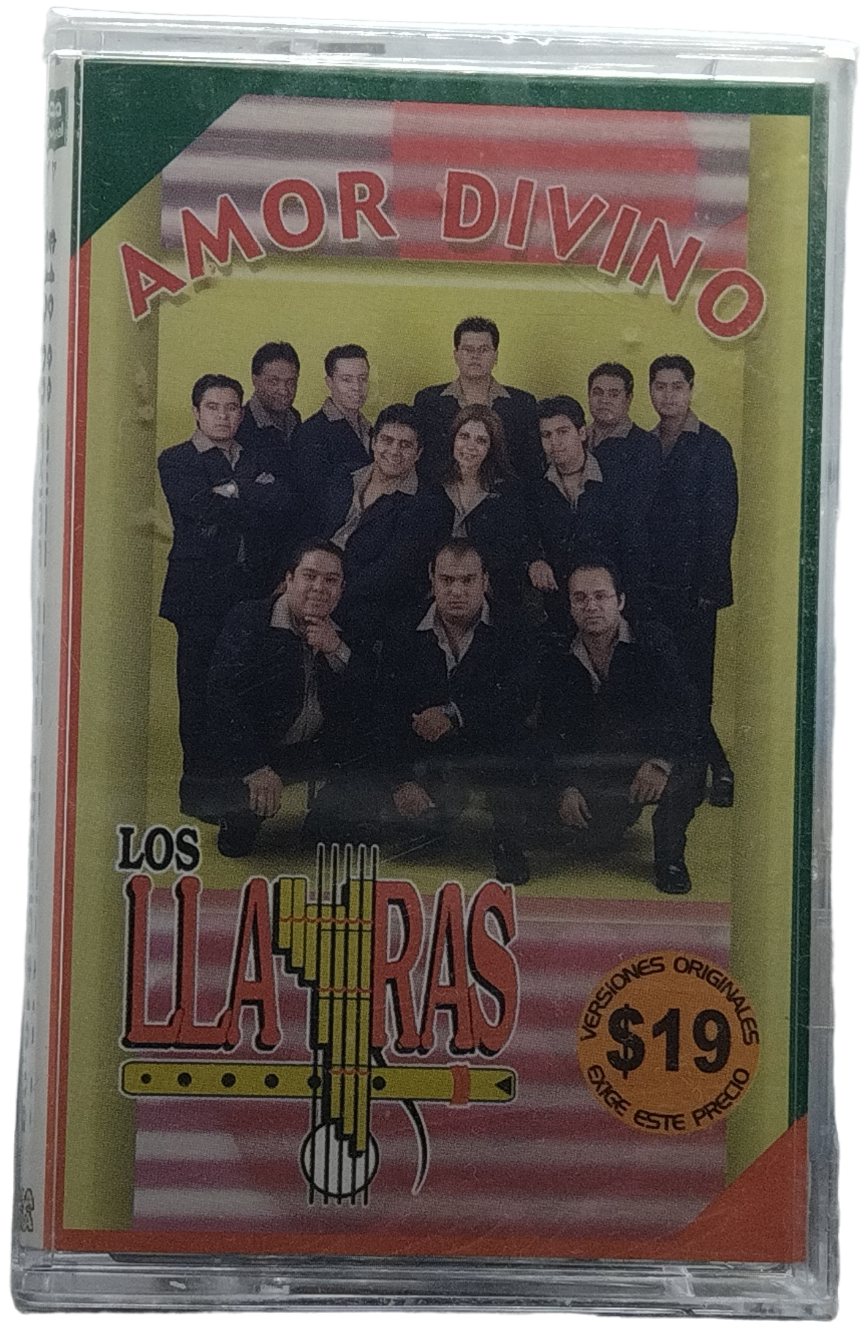 AMOR DIVINO
LOS
LLAYRAS
VERSIONES ORIGINALES
$19
EXIGE ESTE PRECIO